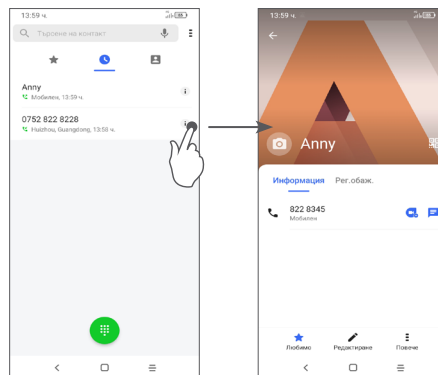 13:59 ч.
Търсене на контакт
Anny
Мобилен, 13:59 ч.
0752 822 8228
Huizhou, Guangdong, 13:58 ч.
13:59 ч.
Anny
Информация Рег.обаж.
822 8345
Мобилен
Любимо Редактиране Повече